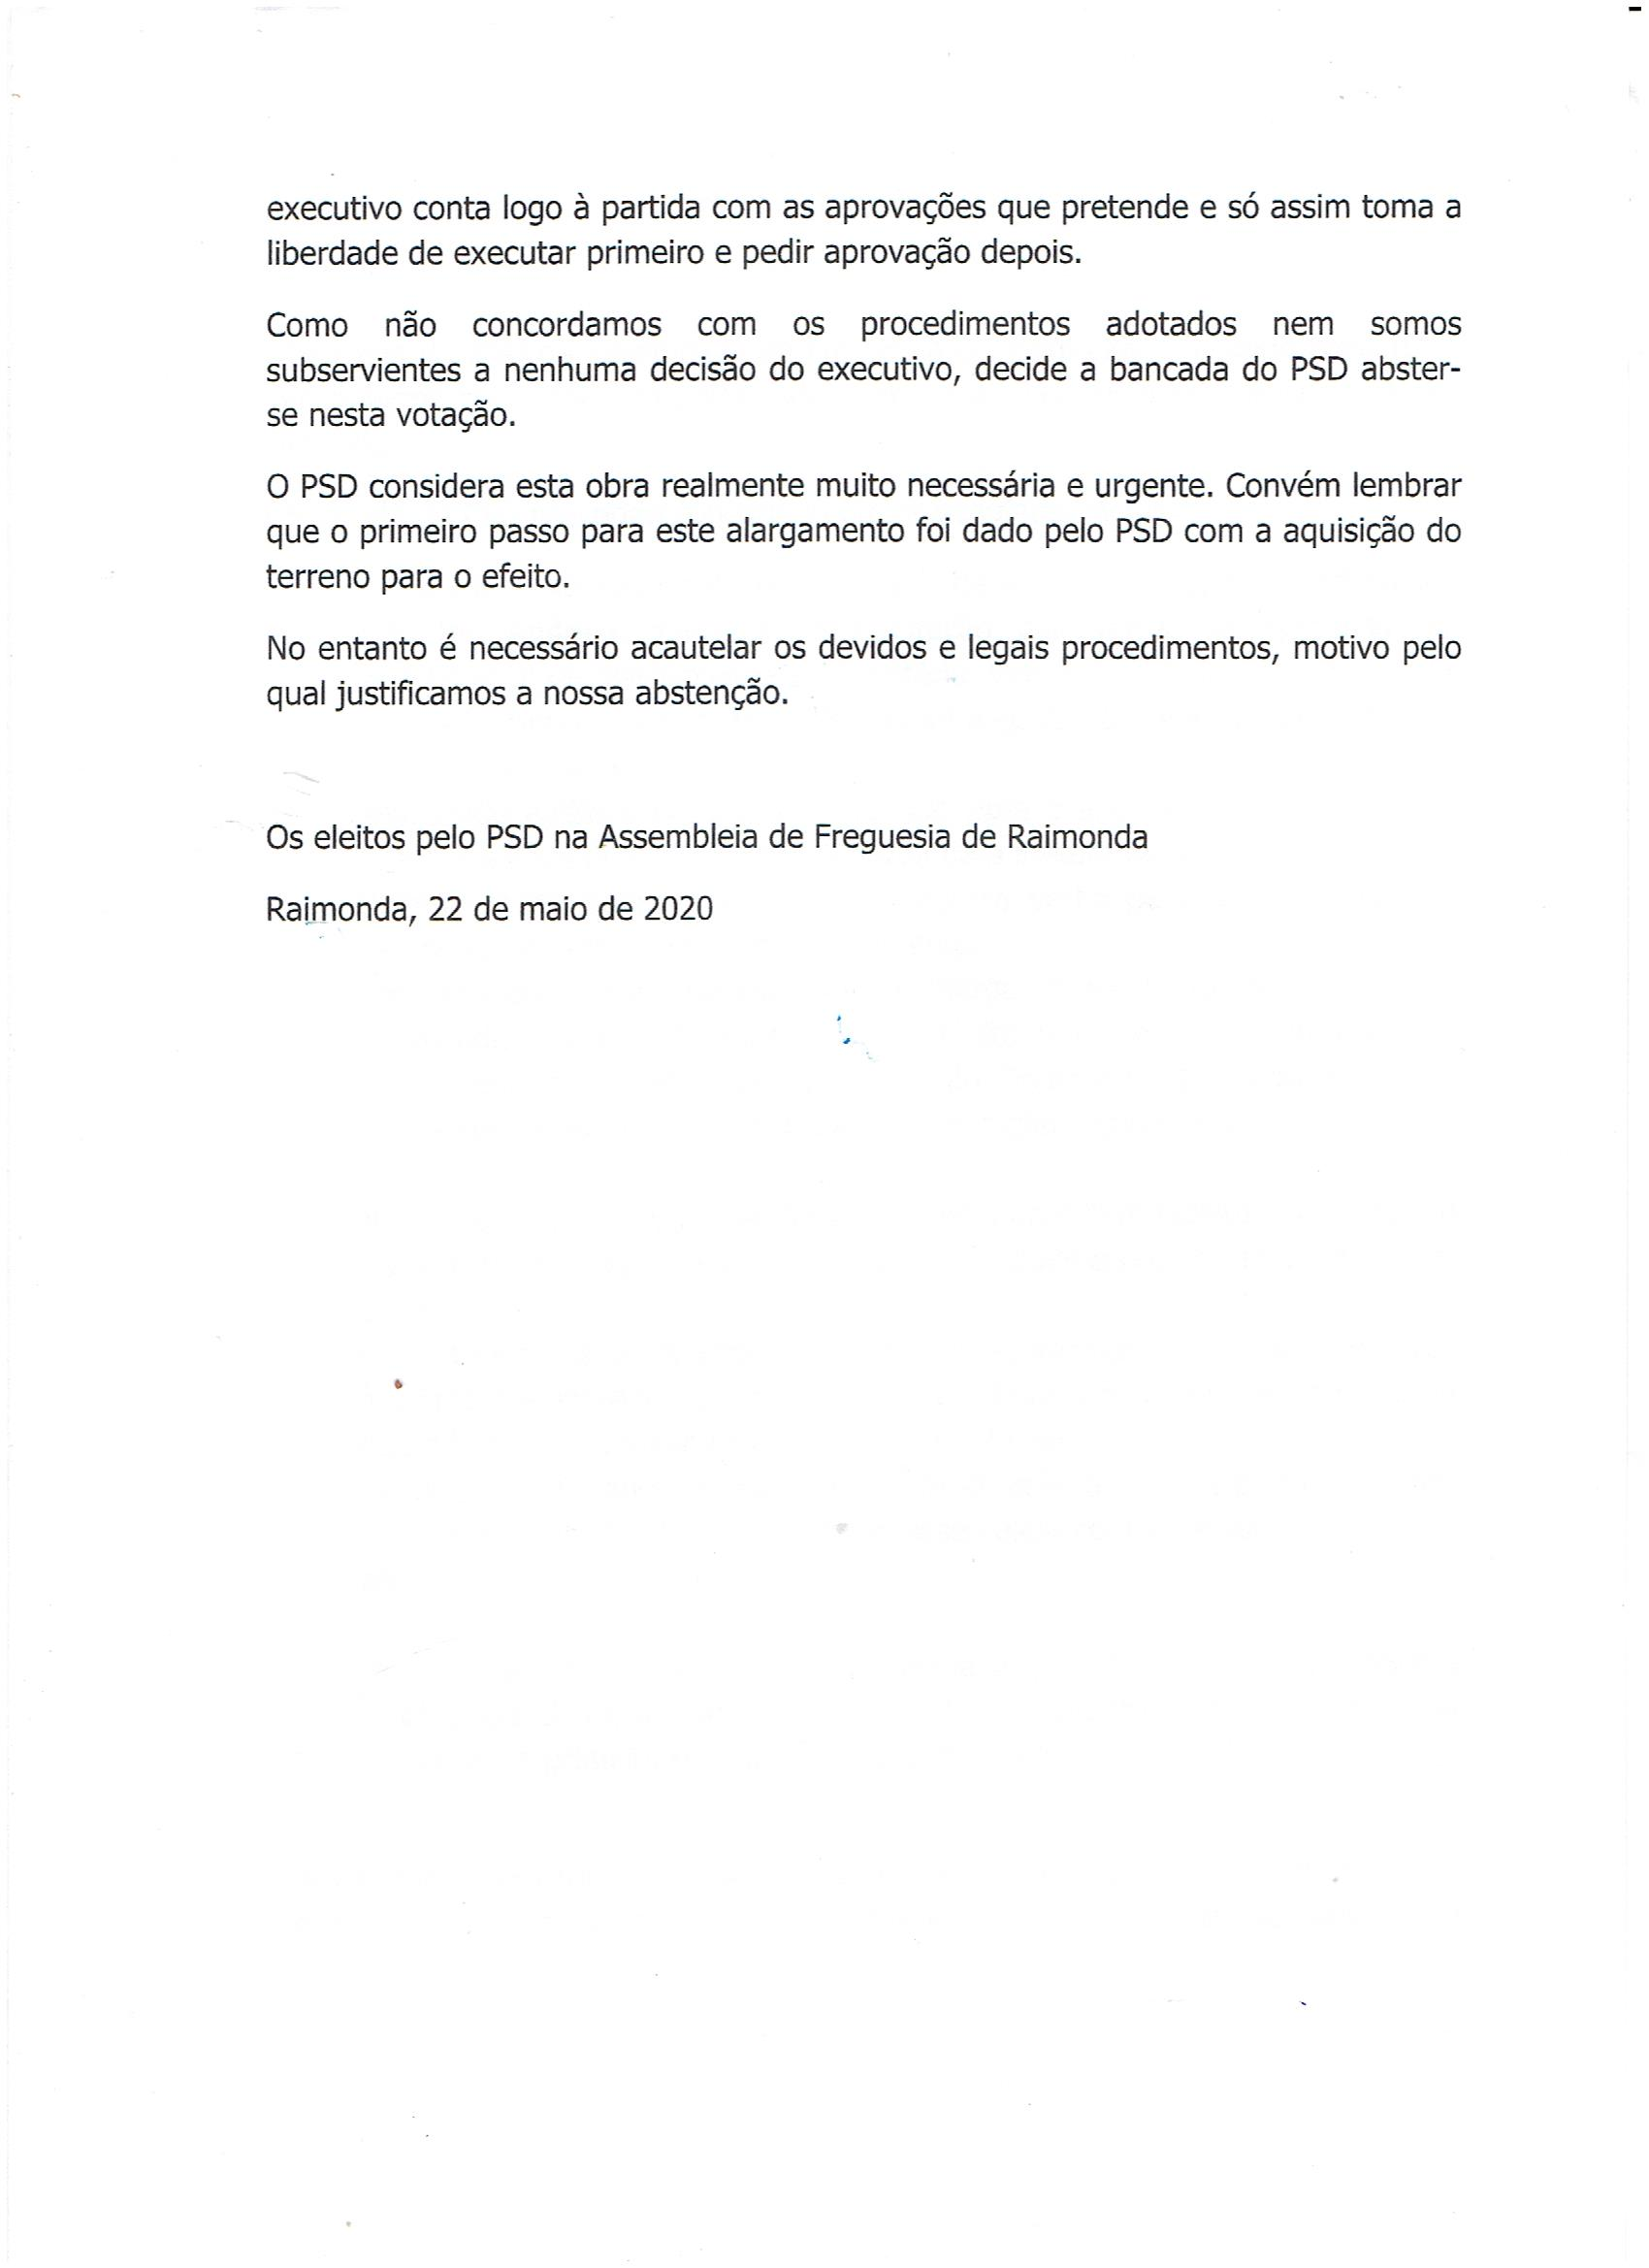 executivo conta logo à partida com as aprovações que pretende e só assim toma a
liberdade de executar primeiro e pedir aprovação depois.
Como não concordamos com os procedimentos adotados nem somos
subservientes a nenhuma decisão do executivo, decide a bancada do PSD abster-
se nesta votação.
O PSD considera esta obra realmente muito necessária e urgente. Convém lembrar
que o primeiro passo para este alargamento foi dado pelo PSD com a aquisição do
terreno para o efeito.
No entanto é necessário acautelar os devidos e legais procedimentos, motivo pelo
qual justificamos a nossa abstenção.
Os eleitos pelo PSD na Assembleia de Freguesia de Raimonda
Raimonda, 22 de maio de 2020